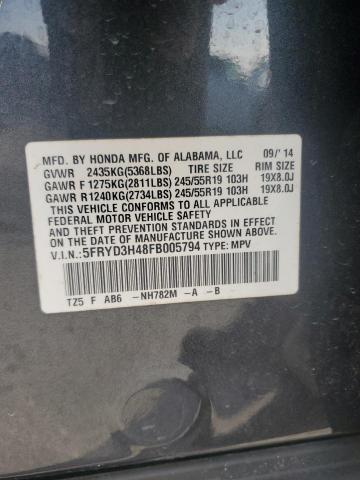 MFD. BY HONDA MFG. OF ALABAMA, LLC 09/'14
GVWR 2435KG(5368LBS) TIRE SIZE RIM SIZE
GAWR F 1275KG(2811LBS) 245/55R19 103H 19X8.0J
GAWR R1240KG(2734LBS) 245/55R19 103H 19X8.0J
THIS VEHICLE CONFORMS TO ALL APPLICABLE
FEDERAL MOTOR VEHICLE SAFETY AND
THEFT PREVENTION STANDARDS IN EFFECT ON
THE DATE OF MANUFACTURE SHOWN ABOVE.
V.I.N.: 5FRYD3H48FB005794 TYPE: MPV
TZ5 F AB6 -NH782M -A -B